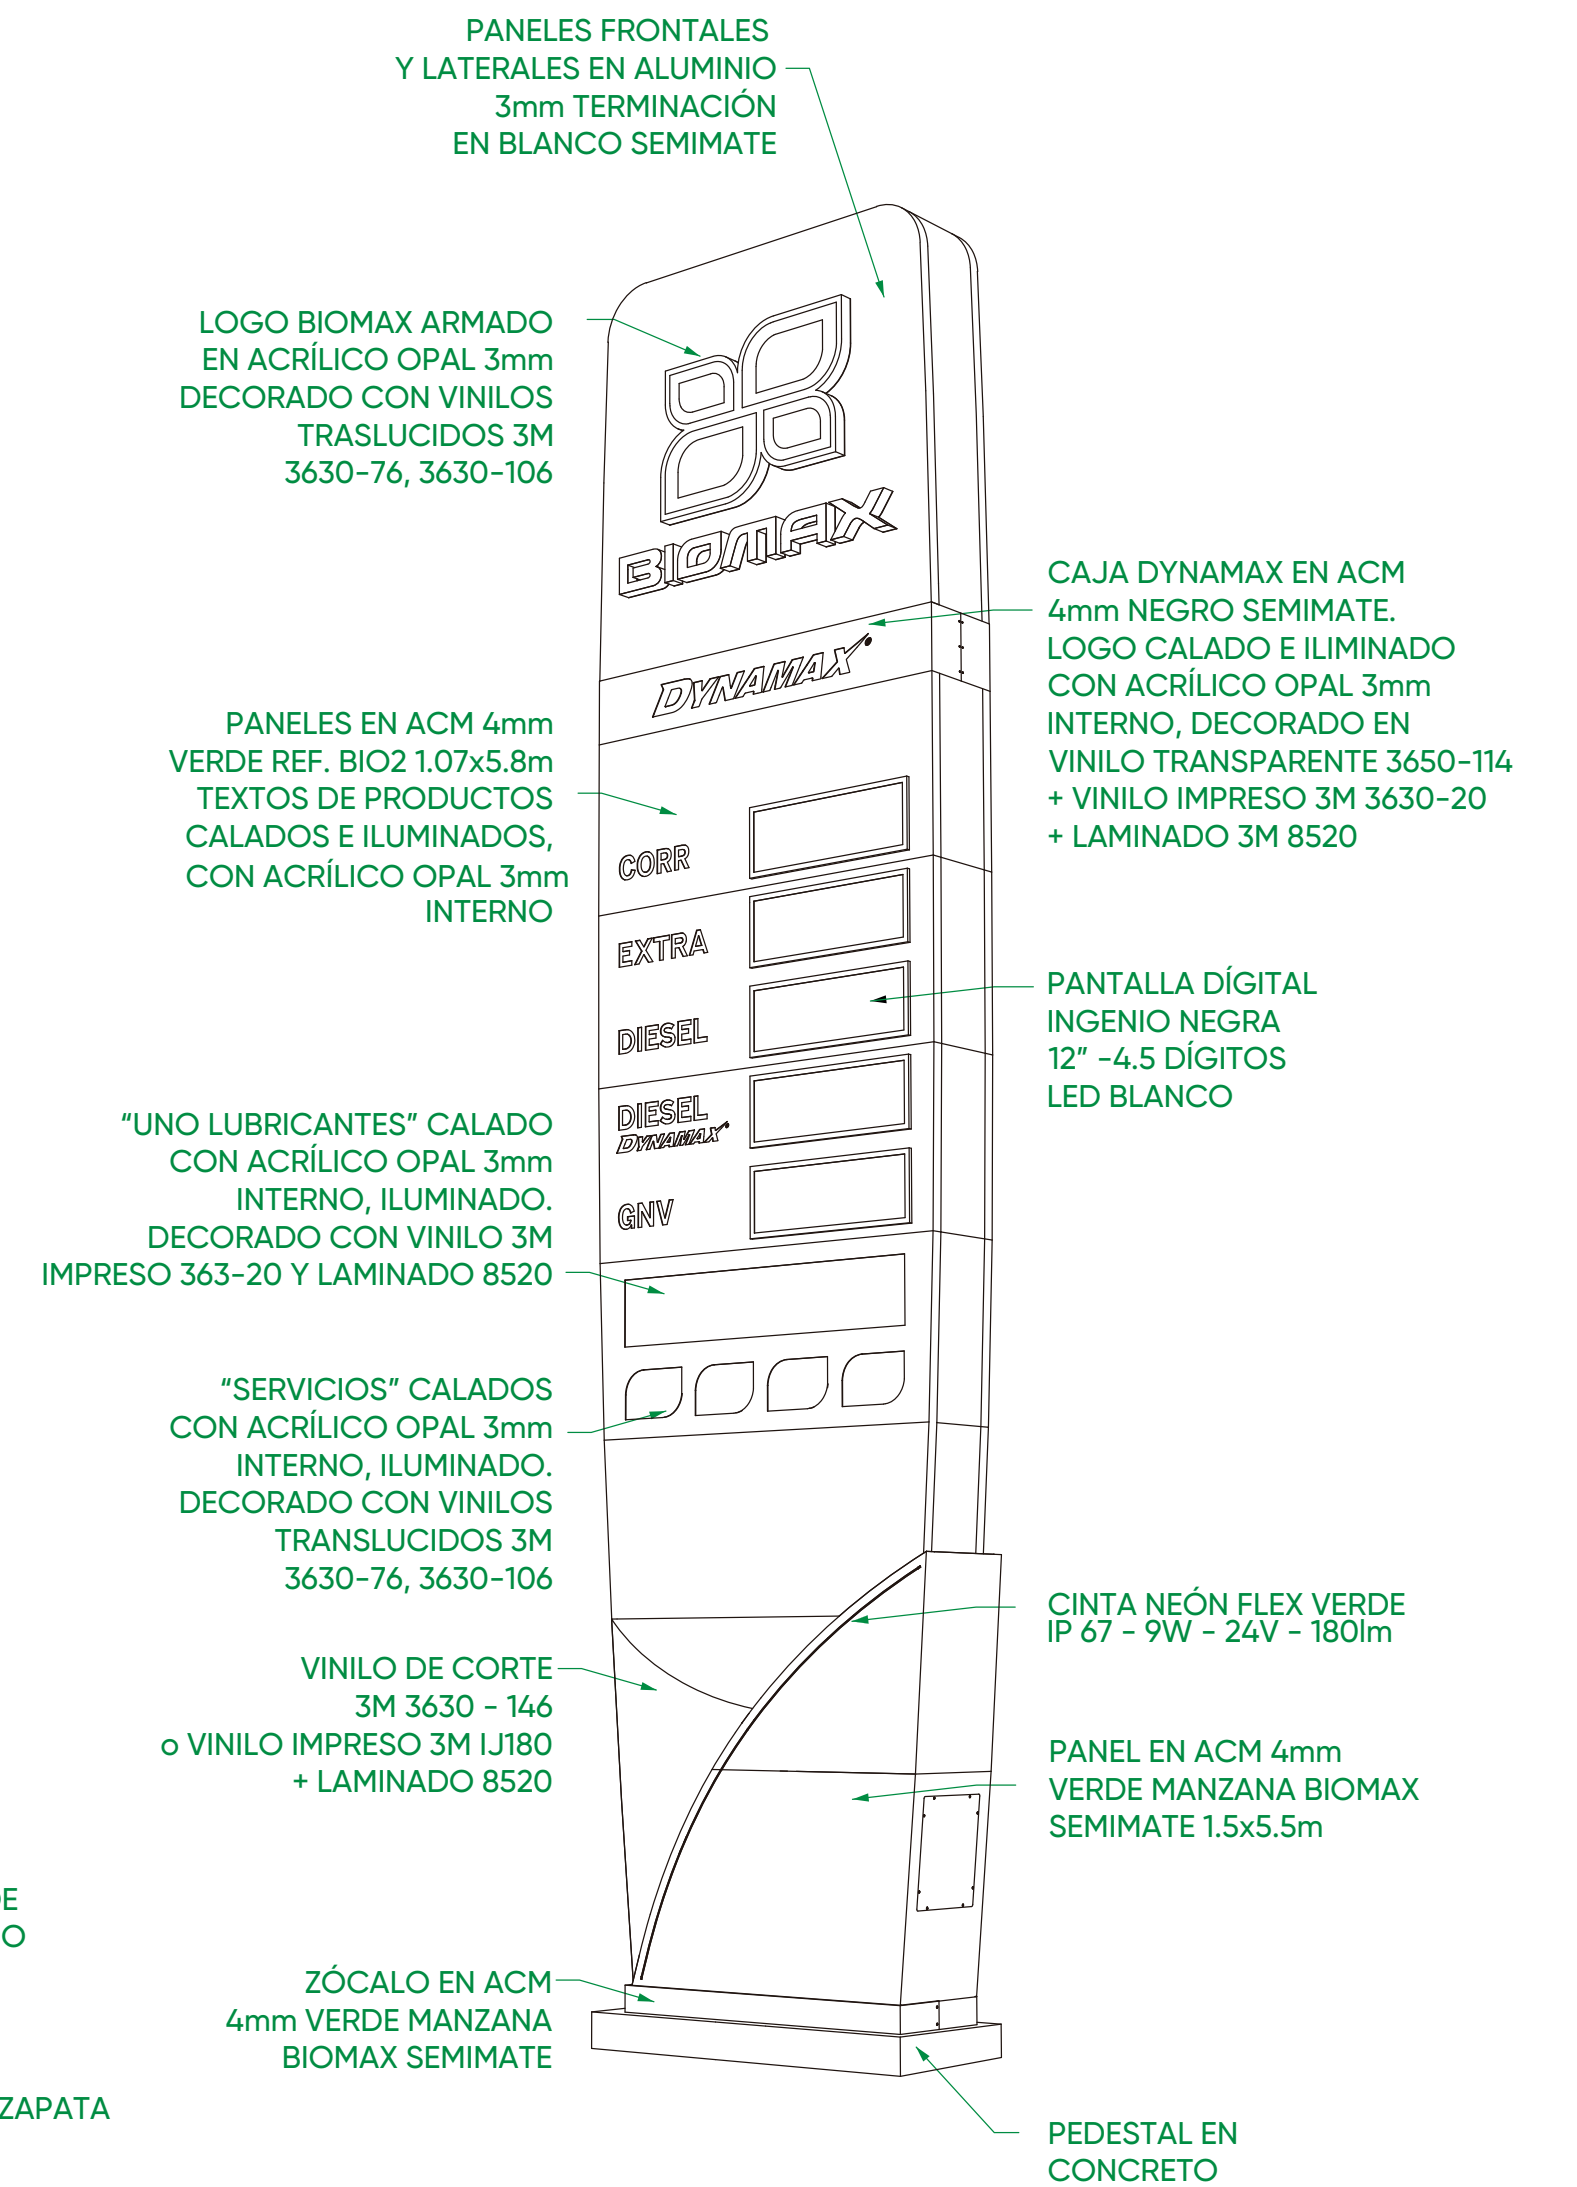 PANELES FRONTALES
Y LATERALES EN ALUMINIO
3mm TERMINACIÓN
EN BLANCO SEMIMATE
LOGO BIOMAX ARMADO
EN ACRÍLICO OPAL 3mm
DECORADO CON VINILOS
TRASLUCIDOS 3M
3630-76, 3630-106
BIOMAX
CAJA DYNAMAX EN ACM
4mm NEGRO SEMIMATE.
LOGO CALADO E ILIMINADO
CON ACRÍLICO OPAL 3mm
INTERNO, DECORADO EN
VINILO TRANSPARENTE 3650-114
+ VINILO IMPRESO 3M 3630-20
+ LAMINADO 3M 8520
DYNAMAX
PANELES EN ACM 4mm
VERDE REF. BIO2 1.07x5.8m
TEXTOS DE PRODUCTOS
CALADOS E ILUMINADOS,
CON ACRÍLICO OPAL 3mm
INTERNO
CORR
EXTRA
DIESEL
DIESEL
DYNAMAX
GNV
PANTALLA DÍGITAL
INGENIO NEGRA
12” -4.5 DÍGITOS
LED BLANCO
“UNO LUBRICANTES” CALADO
CON ACRÍLICO OPAL 3mm
INTERNO, ILUMINADO.
DECORADO CON VINILO 3M
IMPRESO 363-20 Y LAMINADO 8520
“SERVICIOS” CALADOS
CON ACRÍLICO OPAL 3mm
INTERNO, ILUMINADO.
DECORADO CON VINILOS
TRANSLUCIDOS 3M
3630-76, 3630-106
CINTA NEÓN FLEX VERDE
IP 67 - 9W - 24V - 180lm
VINILO DE CORTE
3M 3630 - 146
o VINILO IMPRESO 3M IJ180
+ LAMINADO 8520
PANEL EN ACM 4mm
VERDE MANZANA BIOMAX
SEMIMATE 1.5x5.5m
ZÓCALO EN ACM
4mm VERDE MANZANA
BIOMAX SEMIMATE
ZAPATA
PEDESTAL EN
CONCRETO